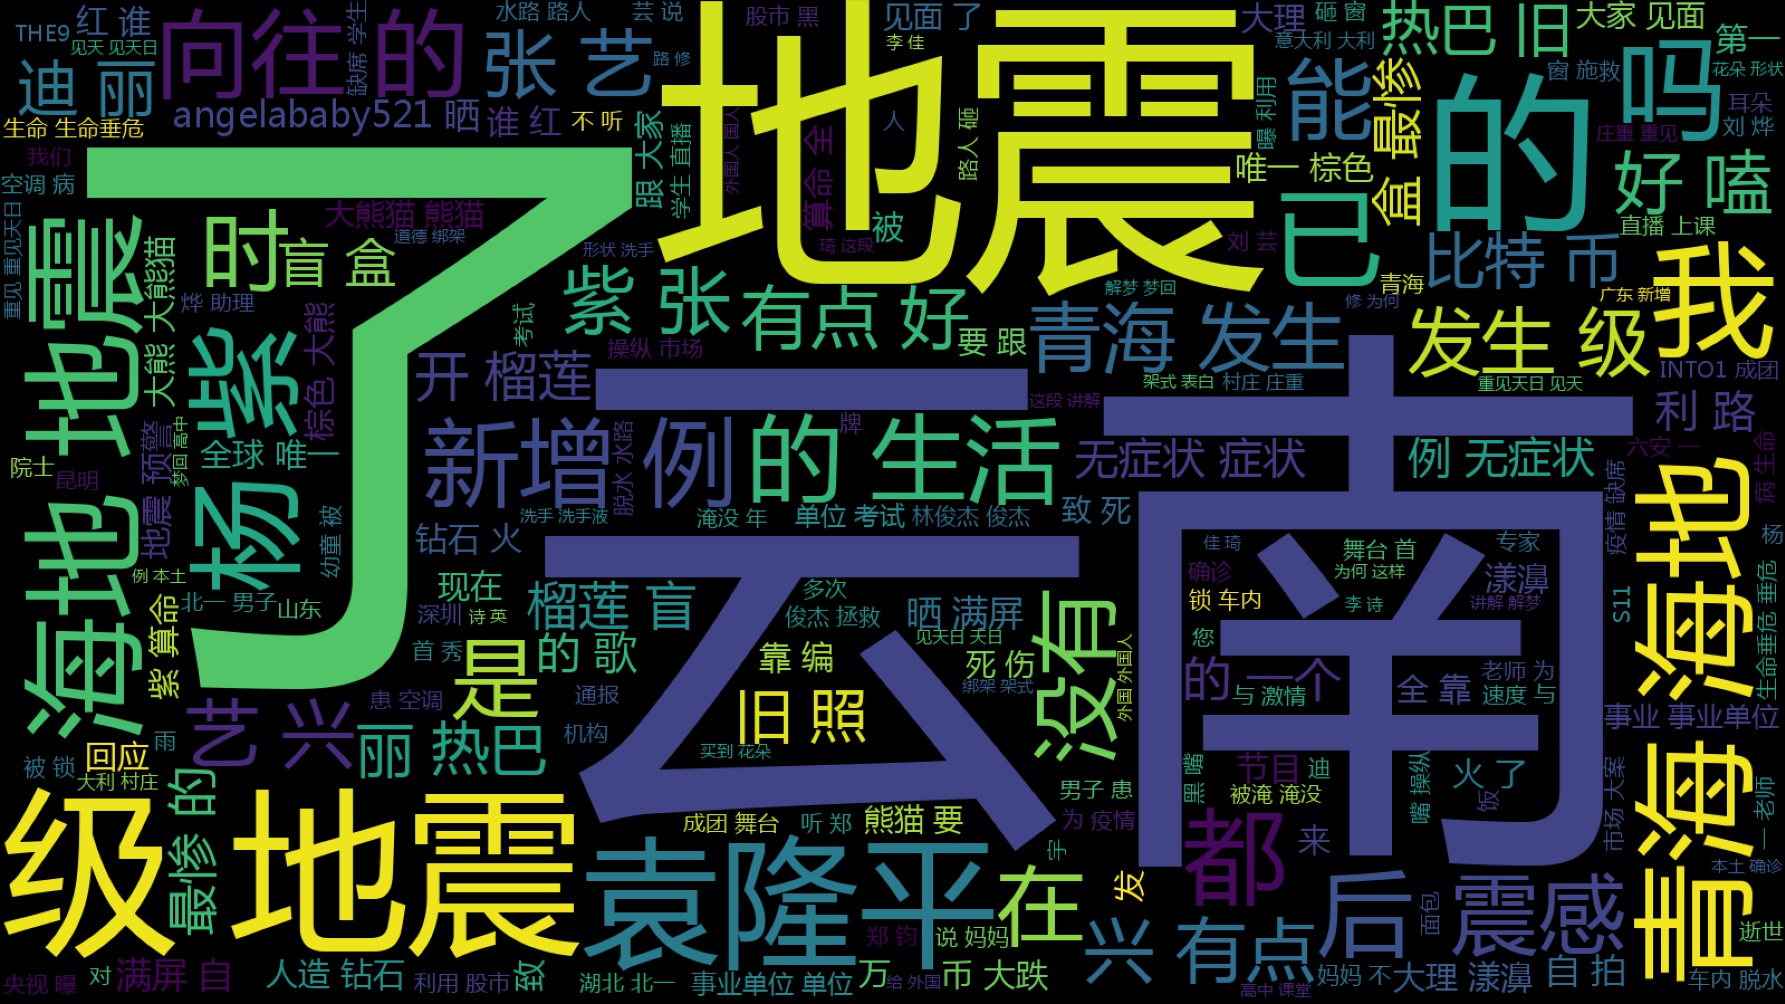 THE9
红 谁
见天 见天日
向往的
缺席 学生
水路 路人
芸 说
张 艺
路 修
股市 黑
见面 了
李 佳
地震
大理
砸 窗
意大利 大利
热巴 旧
大家 见面
第一
花朵 形状
迪 丽
angelababy521 晒
谁 红
不 听
生命 生命垂危
我们
空调 病
了
跟 大家
学生 直播
外国人 国人
算命 全
人
路人 砸
曝 利用
能
盒 最惨
的
吗
窗 施救
耳朵
刘 烨
庄重 重见
唯一 棕色
好 嗑
直播 上课
已
被
琦 这段
刘 芸
大熊猫 熊猫
道德 绑架
形状 洗手
时
盲 盒
重见 重见天日
地震
大熊 大熊猫
烨 助理
棕色 大熊
紫
考试
紫 张
有点 好
要 跟
操纵 市场
解梦 梦回
修 为何
青海
青海 发生
比特 币
广东 新增
我
发生 级
INTO1 成团
开 榴莲
一
架式 表白
村庄 庄重
重见天日 见天
这段 讲解
利 路
南
新增 例
的 生活
牌
无症状 症状
例 无症状
六安 一
全球 唯一
院士
昆明
地震 预警
梦回 高中
脱水 水路
杨
海地
洗手 洗手液
淹没 年
单位 考试
林俊杰 俊杰
致 死
疫情 缺席
病 生命
海地
杨
钻石 火
云
佳 琦
舞台 首
专家
为何 这样
确诊
漾濞
幼童 被
例 本土
北一 男子
山东
现在
深圳
诗 英
榴莲 盲
多次
俊杰 拯救
晒 满屏
见天日 天日
没有
锁 车内
李 诗
讲解 解梦
S11
您
生命垂危 垂危
紫 算命
首 秀
是
的 歌
靠 编
死 伤
绑架 架式
外国 外国人
的 一个
与 激情
全 靠
老师 为
速度 与
事业 事业单位
艺 兴
患 空调
通报
机构
旧 照
丽 热巴
买到 花朵
雨
回应
被 锁
大利 村庄
最惨 的
男子 患
黑 嘴
节目
迪
被淹 淹没
嘴 操纵
火 了
饭
市场 大案
一 老师
青海
级 地震
成团 舞台
听 郑
熊猫 要
为 疫情
都
来
本土 确诊
袁隆平
宇
在
发
后
震感
面包
逝世
郑 钧
说 妈妈
兴 有点
央视 曝
对
满屏 自
人造 钻石
利用 股市
致
湖北 北一
事业单位 单位
万
给 外国
币 大跌
高中 课堂
妈妈 不
大理 漾濞
自 拍
车内 脱水